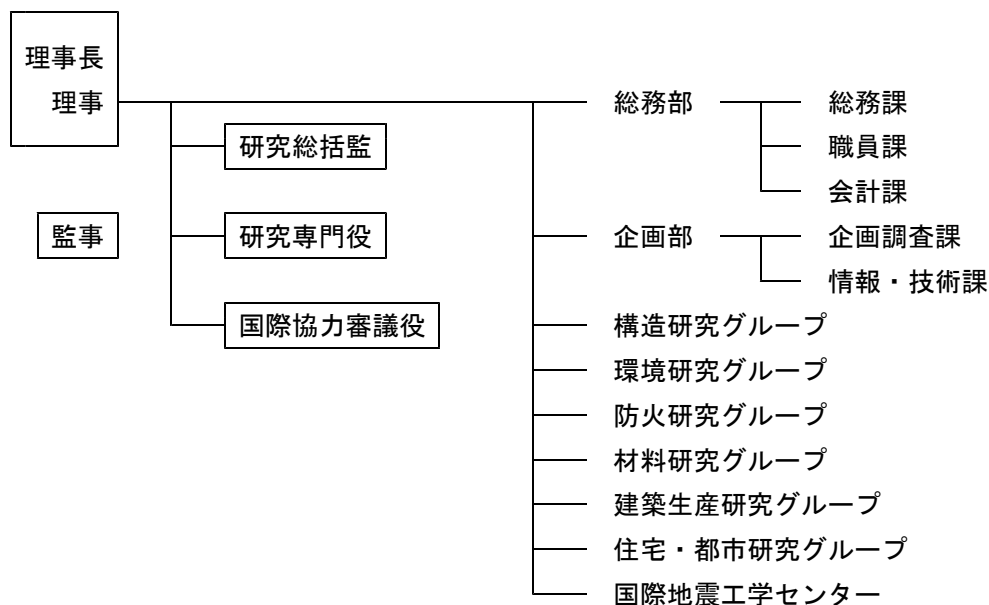 理事長
理事
総務部
総務課
研究総括監
職員課
会計課
監事
研究専門役
企画部
企画調査課
情報・技術課
国際協力審議役
構造研究グループ
環境研究グループ
防火研究グループ
材料研究グループ
建築生産研究グループ
住宅・都市研究グループ
国際地震工学センター